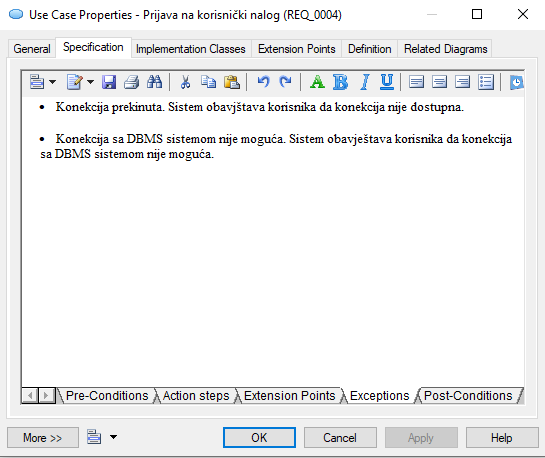 Use Case Properties - Prijava na korisnički nalog (REQ_0004)
General Specification Implementation Classes Extension Points Definition Related Diagrams
A B I U
• Konekcija prekinuta. Sistem obavjštava korisnika da konekcija nije dostupna.
• Konekcija sa DBMS sistemom nije moguća. Sistem obavještava korisnika da konekcija
sa DBMS sistemom nije moguća.
Pre-Conditions Action steps Extension Points Exceptions Post-Conditions
More >> OK Cancel Apply Help